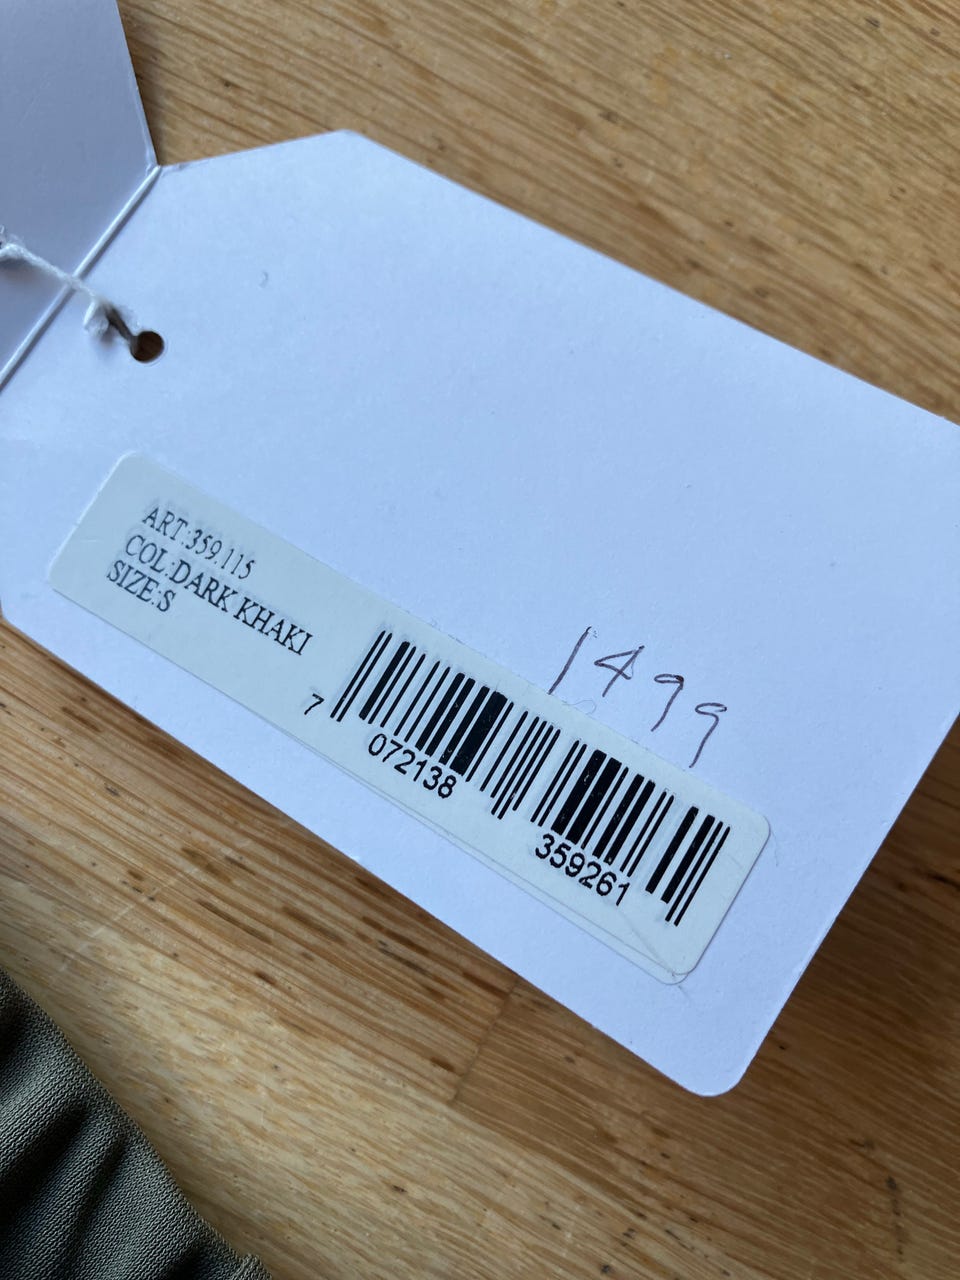 ART:359.115
COL:DARK KHAKI
SIZE:S
1499
7 072138 359261